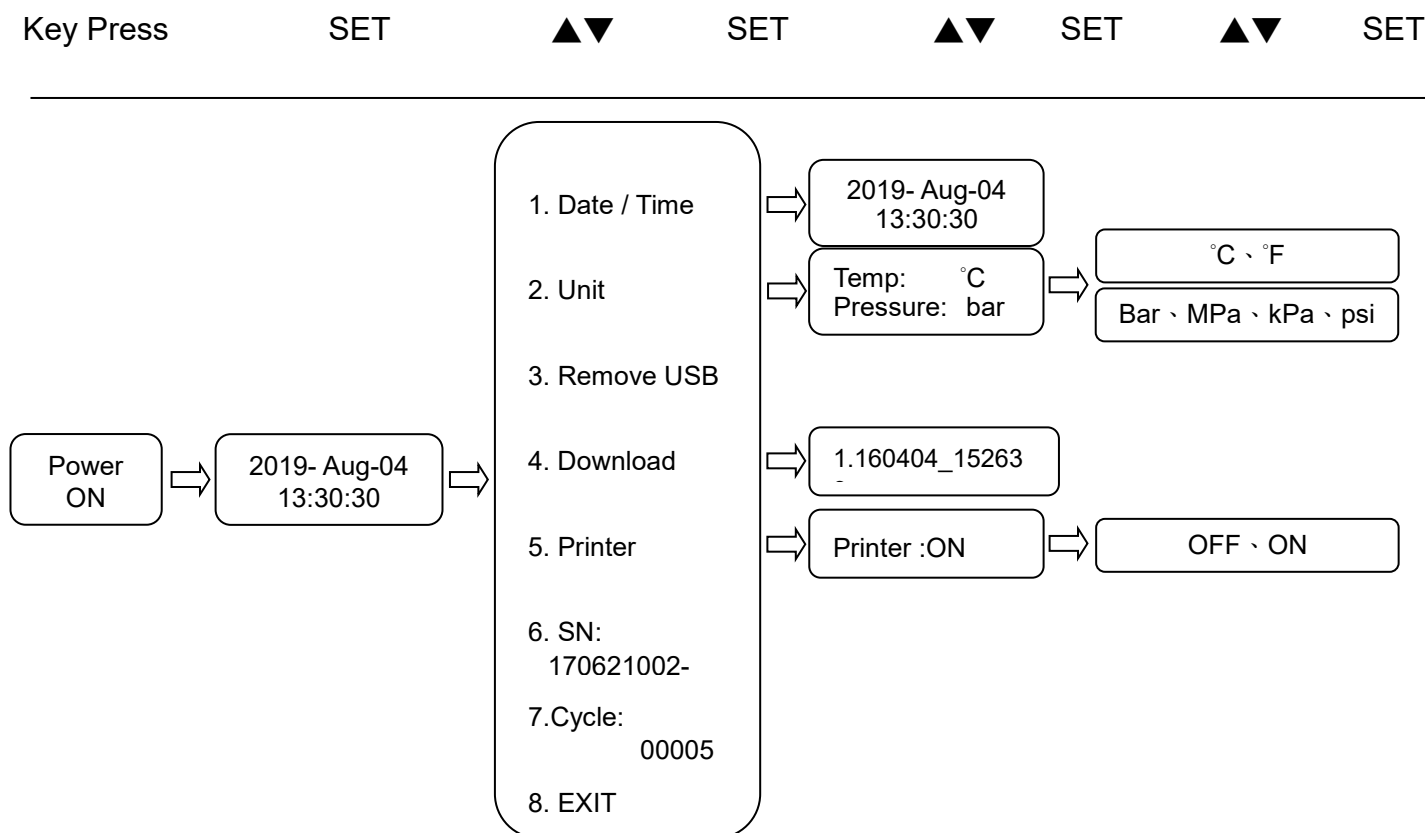 Key Press SET ▲▼ SET ▲▼ SET ▲▼ SET
1. Date / Time
2019- Aug-04
13:30:30
2. Unit
Temp: °C
Pressure: bar
°C、°F
Bar、MPa、kPa、psi
3. Remove USB
Power
ON
2019- Aug-04
13:30:30
4. Download
1.160404_15263
5. Printer
Printer :ON
OFF、ON
6. SN:
170621002-
7.Cycle:
00005
8. EXIT